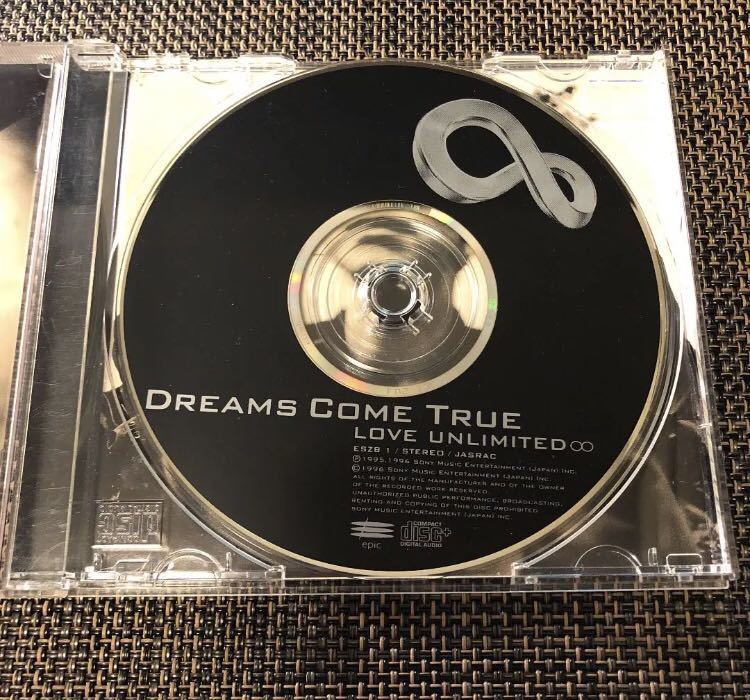 DREAMS COME TRUE
LOVE UNLIMITED∞
ESZB 1 / STEREO / JASRAC
℗1995,1996 SONY MUSIC ENTERTAINMENT (JAPAN) INC.
©1996 SONY MUSIC ENTERTAINMENT (JAPAN) INC.
ALL RIGHTS OF THE MANUFACTURER AND OF THE OWNER
OF THE RECORDED WORK RESERVED.
UNAUTHORIZED PUBLIC PERFORMANCE, BROADCASTING,
RENTING AND COPYING OF THIS DISC PROHIBITED.
SONY MUSIC ENTERTAINMENT (JAPAN) INC.
epic
COMPACT
disc+
DIGITAL AUDIO